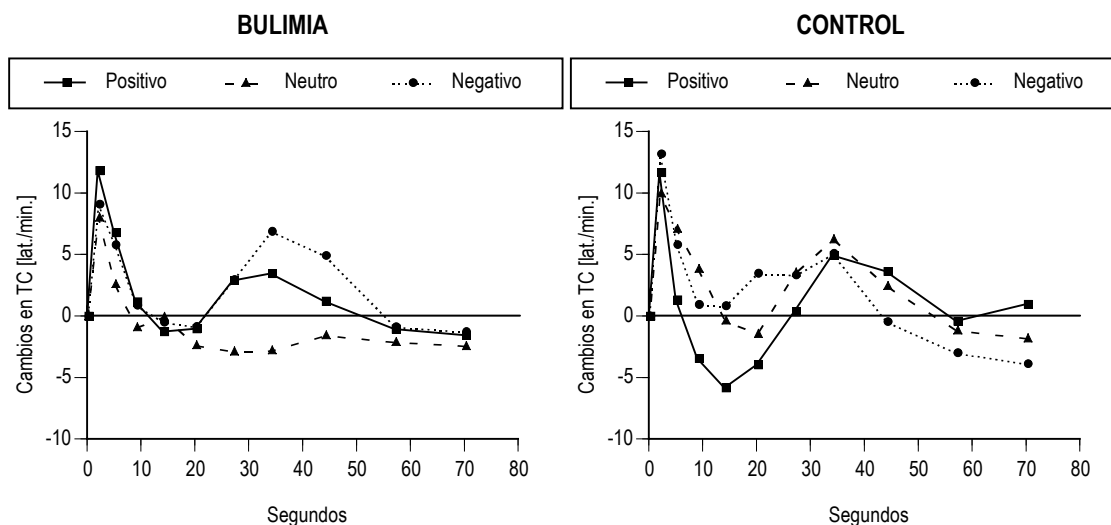 BULIMIA
Positivo Neutro Negativo
Cambios en TC [lat./min.]
15
10
5
0
-5
-10
0 10 20 30 40 50 60 70 80
Segundos
CONTROL
Positivo Neutro Negativo
Cambios en TC [lat./min.]
15
10
5
0
-5
-10
0 10 20 30 40 50 60 70 80
Segundos